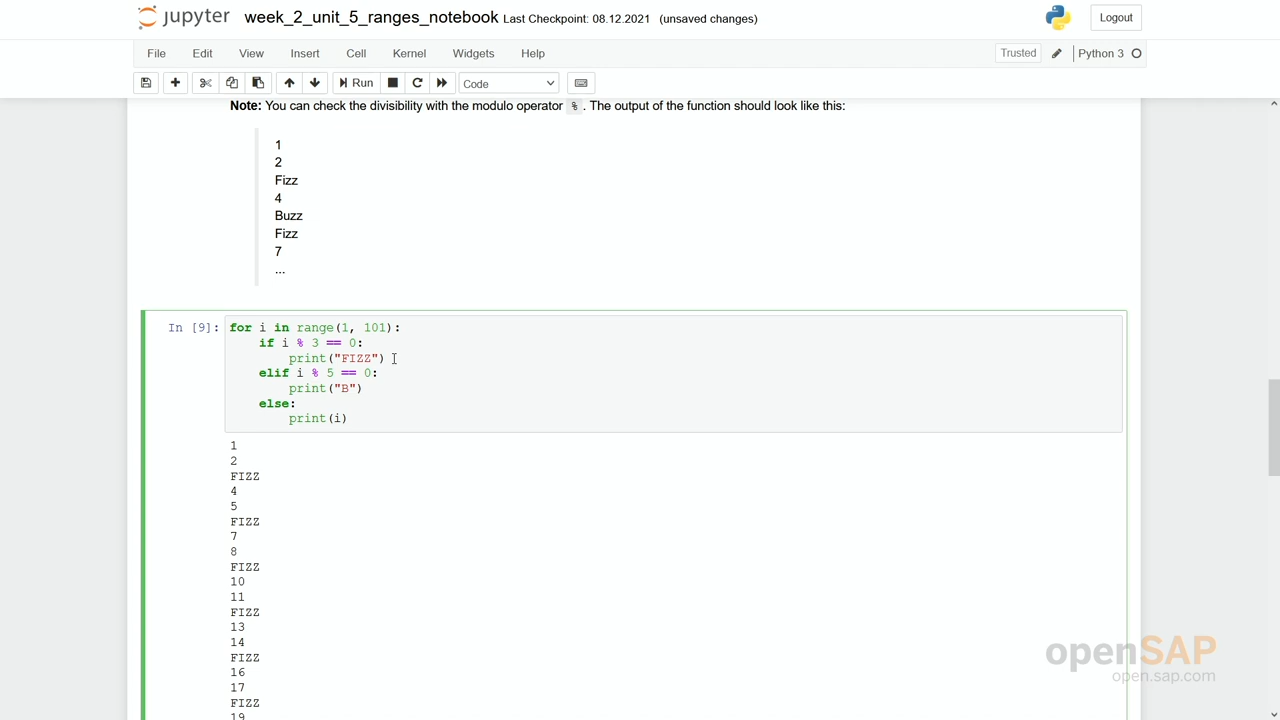 jupyter week_2_unit_5_ranges_notebook Last Checkpoint: 08.12.2021 (unsaved changes) Logout
File Edit View Insert Cell Kernel Widgets Help Trusted Python 3
Run Code
Note: You can check the divisibility with the modulo operator % . The output of the function should look like this:
1
2
Fizz
4
Buzz
Fizz
7
...
In [9]: for i in range(1, 101):
if i % 3 == 0:
print("FIZZ")
elif i % 5 == 0:
print("B")
else:
print(i)
1
2
FIZZ
4
5
FIZZ
7
8
FIZZ
10
11
FIZZ
13
14
FIZZ
16
17
FIZZ
19
openSAP
open.sap.com